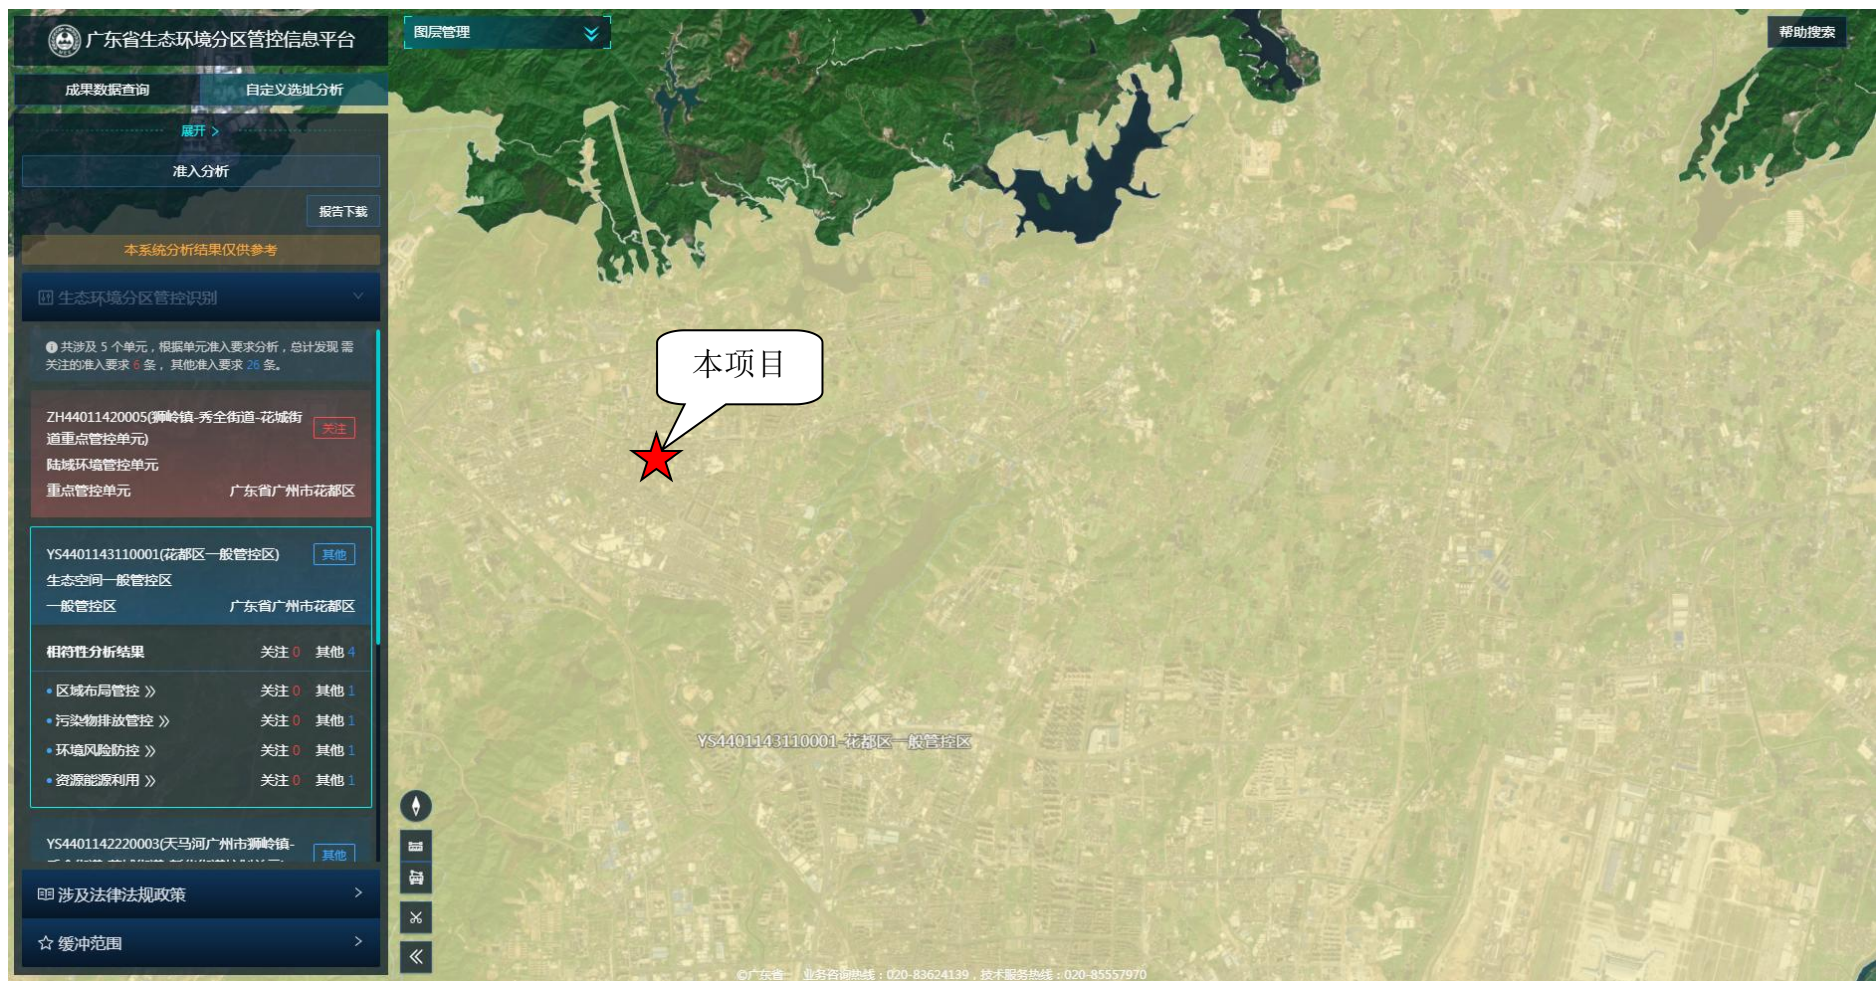 广东省生态环境分区管控信息平台
图层管理
帮助搜索
成果数据查询
自定义选址分析
展开 >
准入分析
报告下载
本系统分析结果仅供参考
生态环境分区管控识别
共涉及 5 个单元，根据单元准入要求分析，总计发现需
关注的准入要求 6 条，其他准入要求 26 条。
ZH44011420005(狮岭镇-秀全街道-花城街
道重点管控单元)
关注
陆域环境管控单元
重点管控单元 广东省广州市花都区
YS4401143110001(花都区一般管控区)
其他
生态空间一般管控区
一般管控区 广东省广州市花都区
相符性分析结果 关注 0 其他 4
• 区域布局管控 》 关注 0 其他 1
• 污染物排放管控 》 关注 0 其他 1
• 环境风险防控 》 关注 0 其他 1
• 资源能源利用 》 关注 0 其他 1
YS4401142220003(天马河广州市狮岭镇-
其他
涉及法律法规政策 >
缓冲范围 >
本项目
YS4401143110001-花都区一般管控区
©广东省 业务咨询热线：020-83624139，技术服务热线：020-85557970